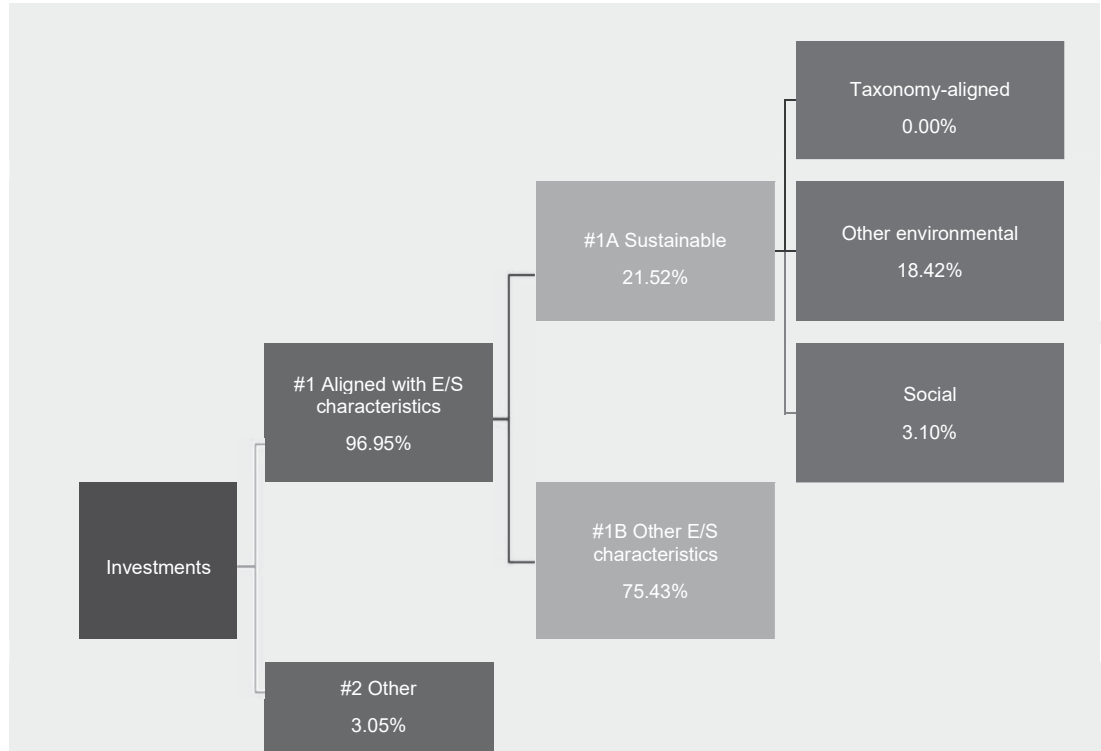 Taxonomy-aligned
0.00%
#1A Sustainable
21.52%
Other environmental
18.42%
#1 Aligned with E/S
characteristics
96.95%
Social
3.10%
Investments
#1B Other E/S
characteristics
75.43%
#2 Other
3.05%